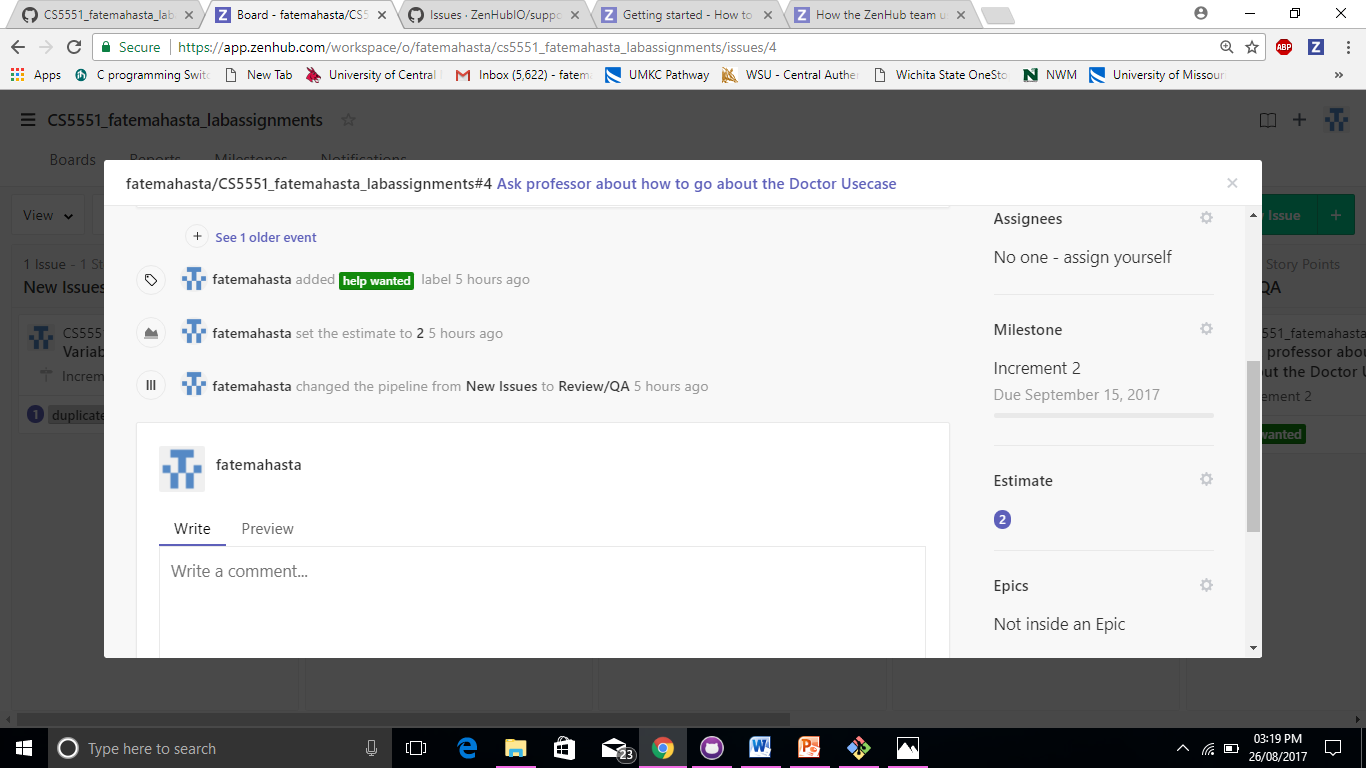 CS5551_fatemahasta_lab
Board - fatemahasta/CS5
Issues · ZenHubIO/suppo
Getting started - How to
How the ZenHub team u
Secure
https://app.zenhub.com/workspace/o/fatemahasta/cs5551_fatemahasta_labassignments/issues/4
ABP
Z
Apps
C programming Switc
New Tab
University of Central
Inbox (5,622) - fatema
UMKC Pathway
WSU - Central Authe
Wichita State OneSto
NWM
University of Missour
»
CS5551_fatemahasta_labassignments
Boards
Reports
Milestones
Notifications
fatemahasta/CS5551_fatemahasta_labassignments#4 Ask professor about how to go about the Doctor Usecase
View
Issue
+
See 1 older event
Assignees
No one - assign yourself
1 Issue - 1 St
New Issues
Story Points
QA
fatemahasta added help wanted label 5 hours ago
fatemahasta set the estimate to 2 5 hours ago
fatemahasta changed the pipeline from New Issues to Review/QA 5 hours ago
Milestone
Increment 2
Due September 15, 2017
CS555
Variab
Increm
1 duplicate
551_fatemahasta
professor abou
ut the Doctor U
ement 2
wanted
fatemahasta
Write
Preview
Write a comment...
Estimate
2
Epics
Not inside an Epic
Type here to search
23
03:19 PM
26/08/2017